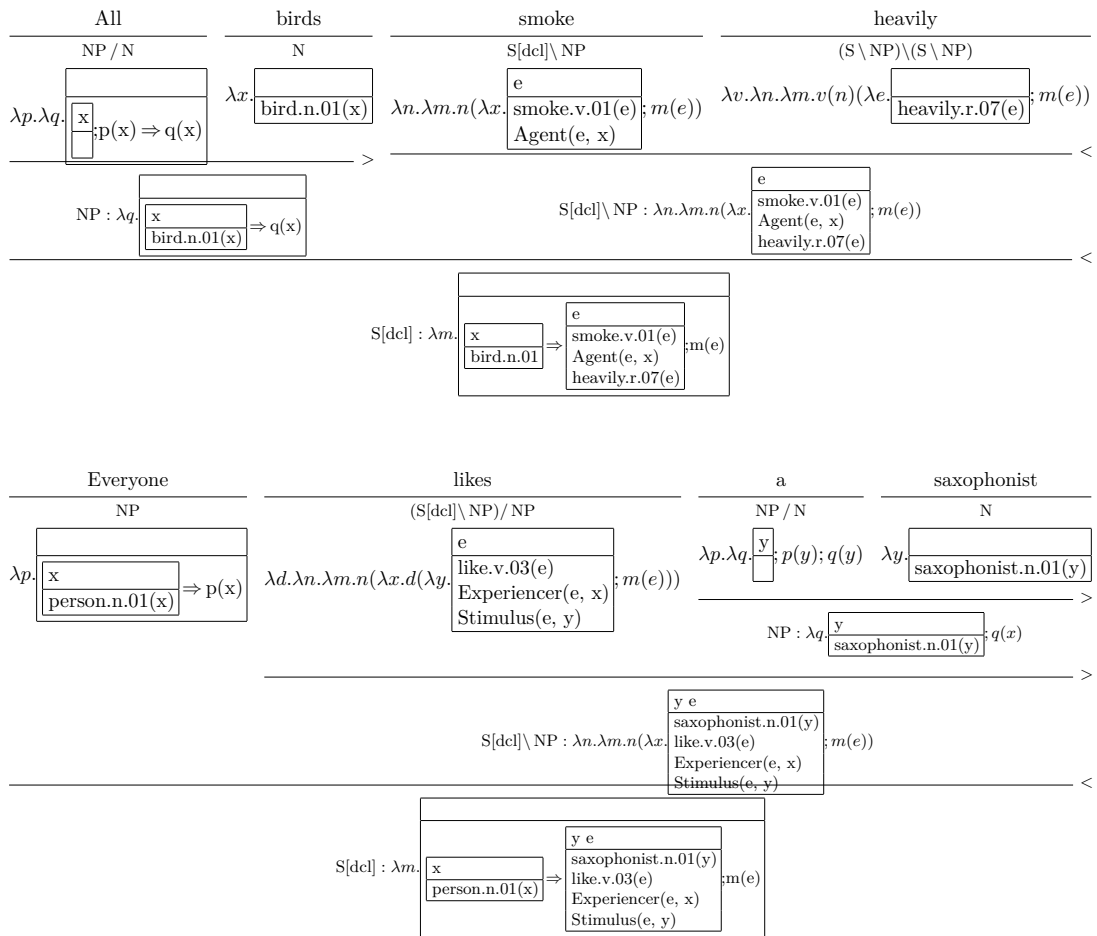 All birds smoke heavily
NP / N N S[dcl]\ NP (S \ NP)\(S \ NP)
λp.λq. x ;p(x) ⇒ q(x)
λx. bird.n.01(x)
λn.λm.n(λx. e
smoke.v.01(e) ; m(e))
Agent(e, x)
λv.λn.λm.v(n)(λe. heavily.r.07(e) ; m(e))
> <
NP : λq. x
bird.n.01(x) ⇒ q(x)
S[dcl]\ NP : λn.λm.n(λx. e
smoke.v.01(e)
Agent(e, x) ; m(e))
heavily.r.07(e)
<
S[dcl] : λm. x
bird.n.01 ⇒ e
smoke.v.01(e)
Agent(e, x) ;m(e)
heavily.r.07(e)
Everyone likes a saxophonist
NP (S[dcl]\ NP)/ NP NP / N N
λp. x
person.n.01(x) ⇒ p(x)
λd.λn.λm.n(λx.d(λy. e
like.v.03(e)
Experiencer(e, x) ; m(e)))
Stimulus(e, y)
λp.λq. y ; p(y); q(y)
λy. saxophonist.n.01(y)
>
NP : λq. y
saxophonist.n.01(y) ; q(x)
>
S[dcl]\ NP : λn.λm.n(λx. y e
saxophonist.n.01(y)
like.v.03(e) ; m(e))
Experiencer(e, x)
Stimulus(e, y)
<
S[dcl] : λm. x
person.n.01(x) ⇒ y e
saxophonist.n.01(y)
like.v.03(e) ;m(e)
Experiencer(e, x)
Stimulus(e, y)